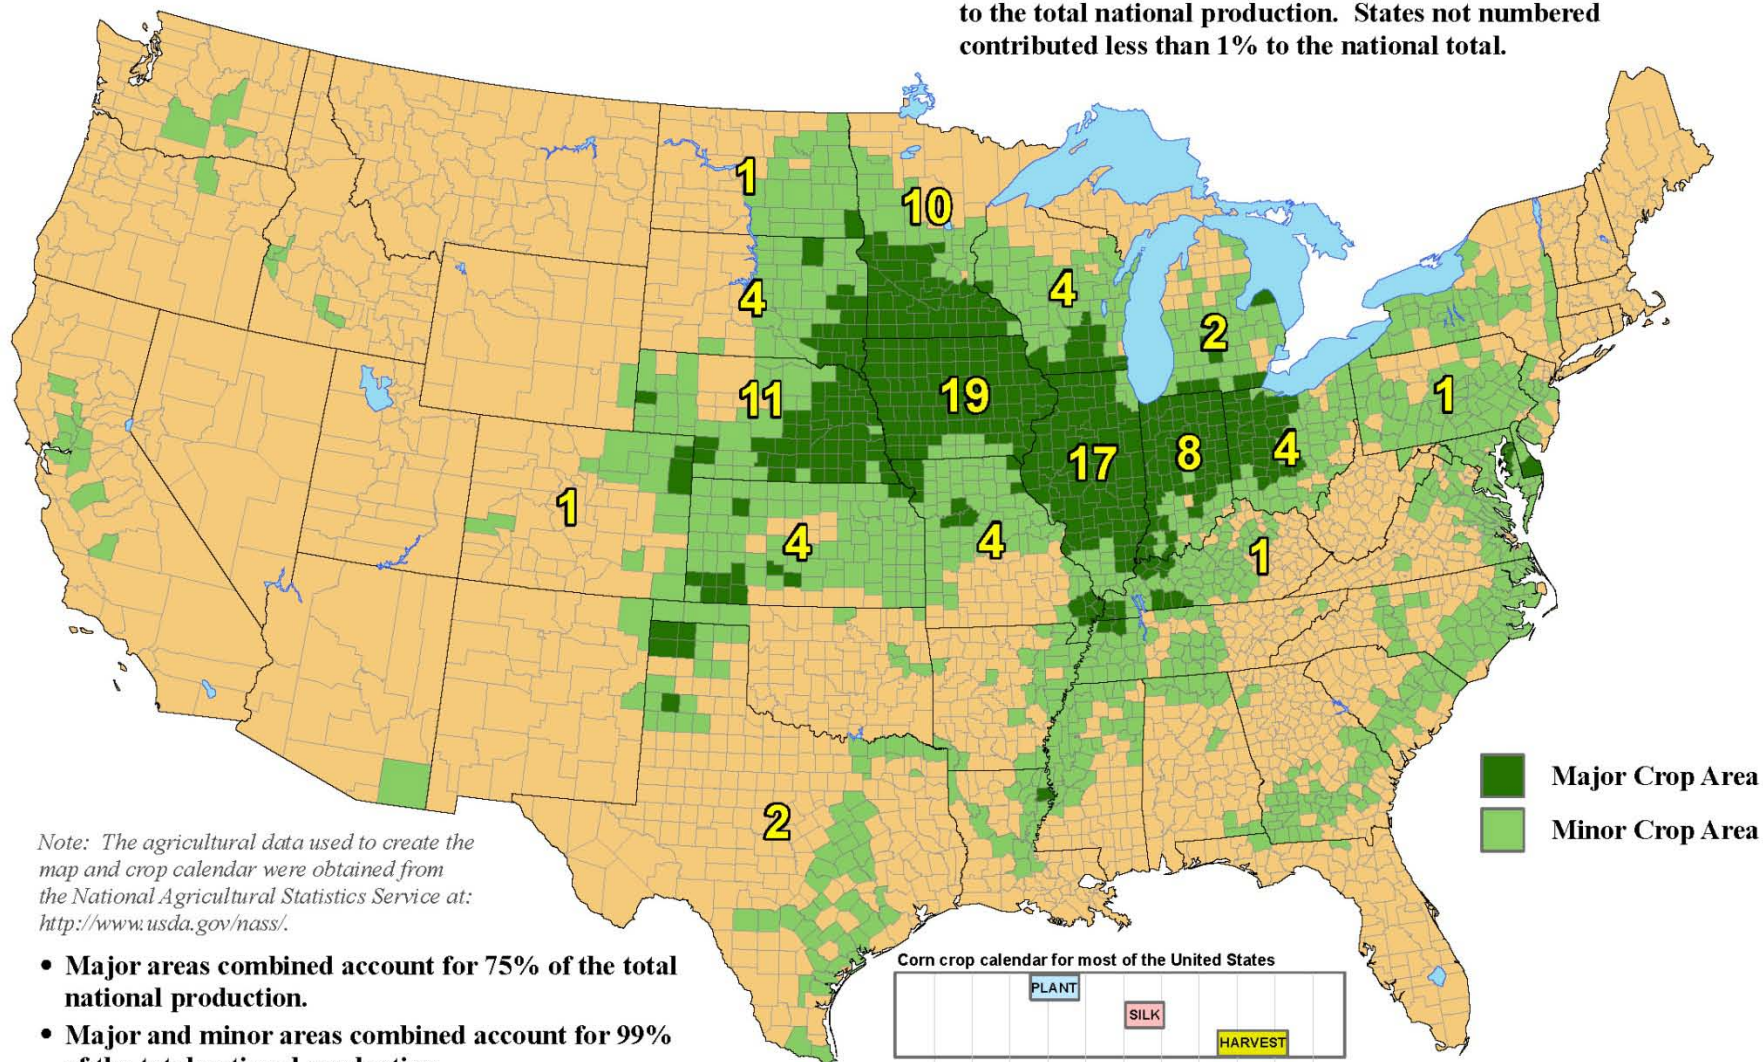 to the total national production. States not numbered
contributed less than 1% to the national total.
1
10
4
4
2
11
19
1
17
8
4
1
4
4
1
2
Major Crop Area
Minor Crop Area
Note: The agricultural data used to create the
map and crop calendar were obtained from
the National Agricultural Statistics Service at:
http://www.usda.gov/nass/.
• Major areas combined account for 75% of the total
national production.
• Major and minor areas combined account for 99%
of the total national production.
Corn crop calendar for most of the United States
PLANT
SILK
HARVEST